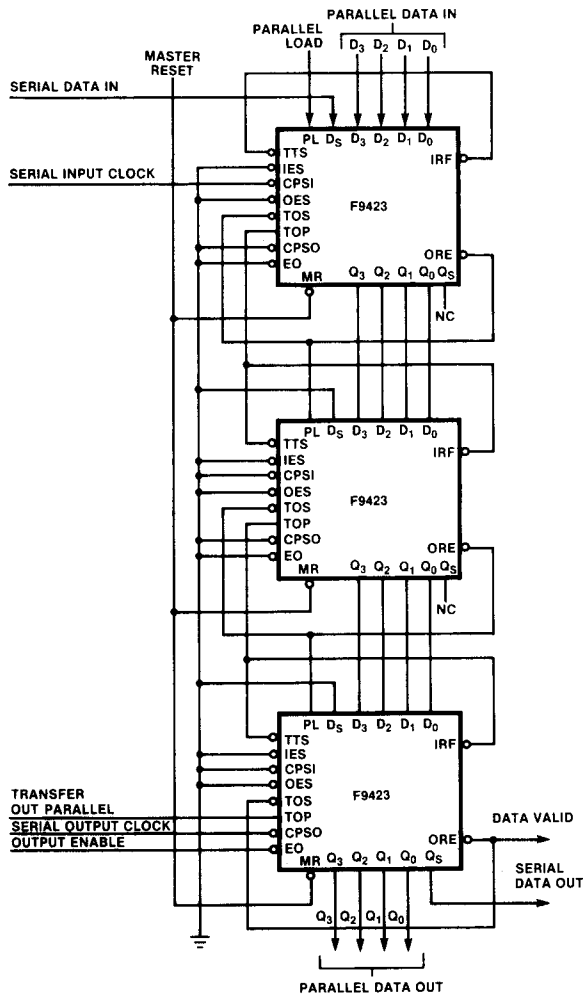 PARALLEL DATA IN
PARALLEL LOAD
D3 D2 D1 D0
MASTER RESET
SERIAL DATA IN
PL DS D3 D2 D1 D0
TTS
IRF
IES
SERIAL INPUT CLOCK
CPSI
OES
F9423
TOS
TOP
CPSO
ORE
EO
MR Q3 Q2 Q1 Q0 QS
NC
PL DS D3 D2 D1 D0
TTS
IRF
IES
CPSI
OES
F9423
TOS
TOP
CPSO
ORE
EO
MR Q3 Q2 Q1 Q0 QS
NC
PL DS D3 D2 D1 D0
TTS
IRF
IES
CPSI
OES
F9423
TRANSFER OUT PARALLEL
TOS
TOP
DATA VALID
SERIAL OUTPUT CLOCK
CPSO
ORE
OUTPUT ENABLE
EO
MR Q3 Q2 Q1 Q0 QS
SERIAL DATA OUT
Q3 Q2 Q1 Q0
PARALLEL DATA OUT